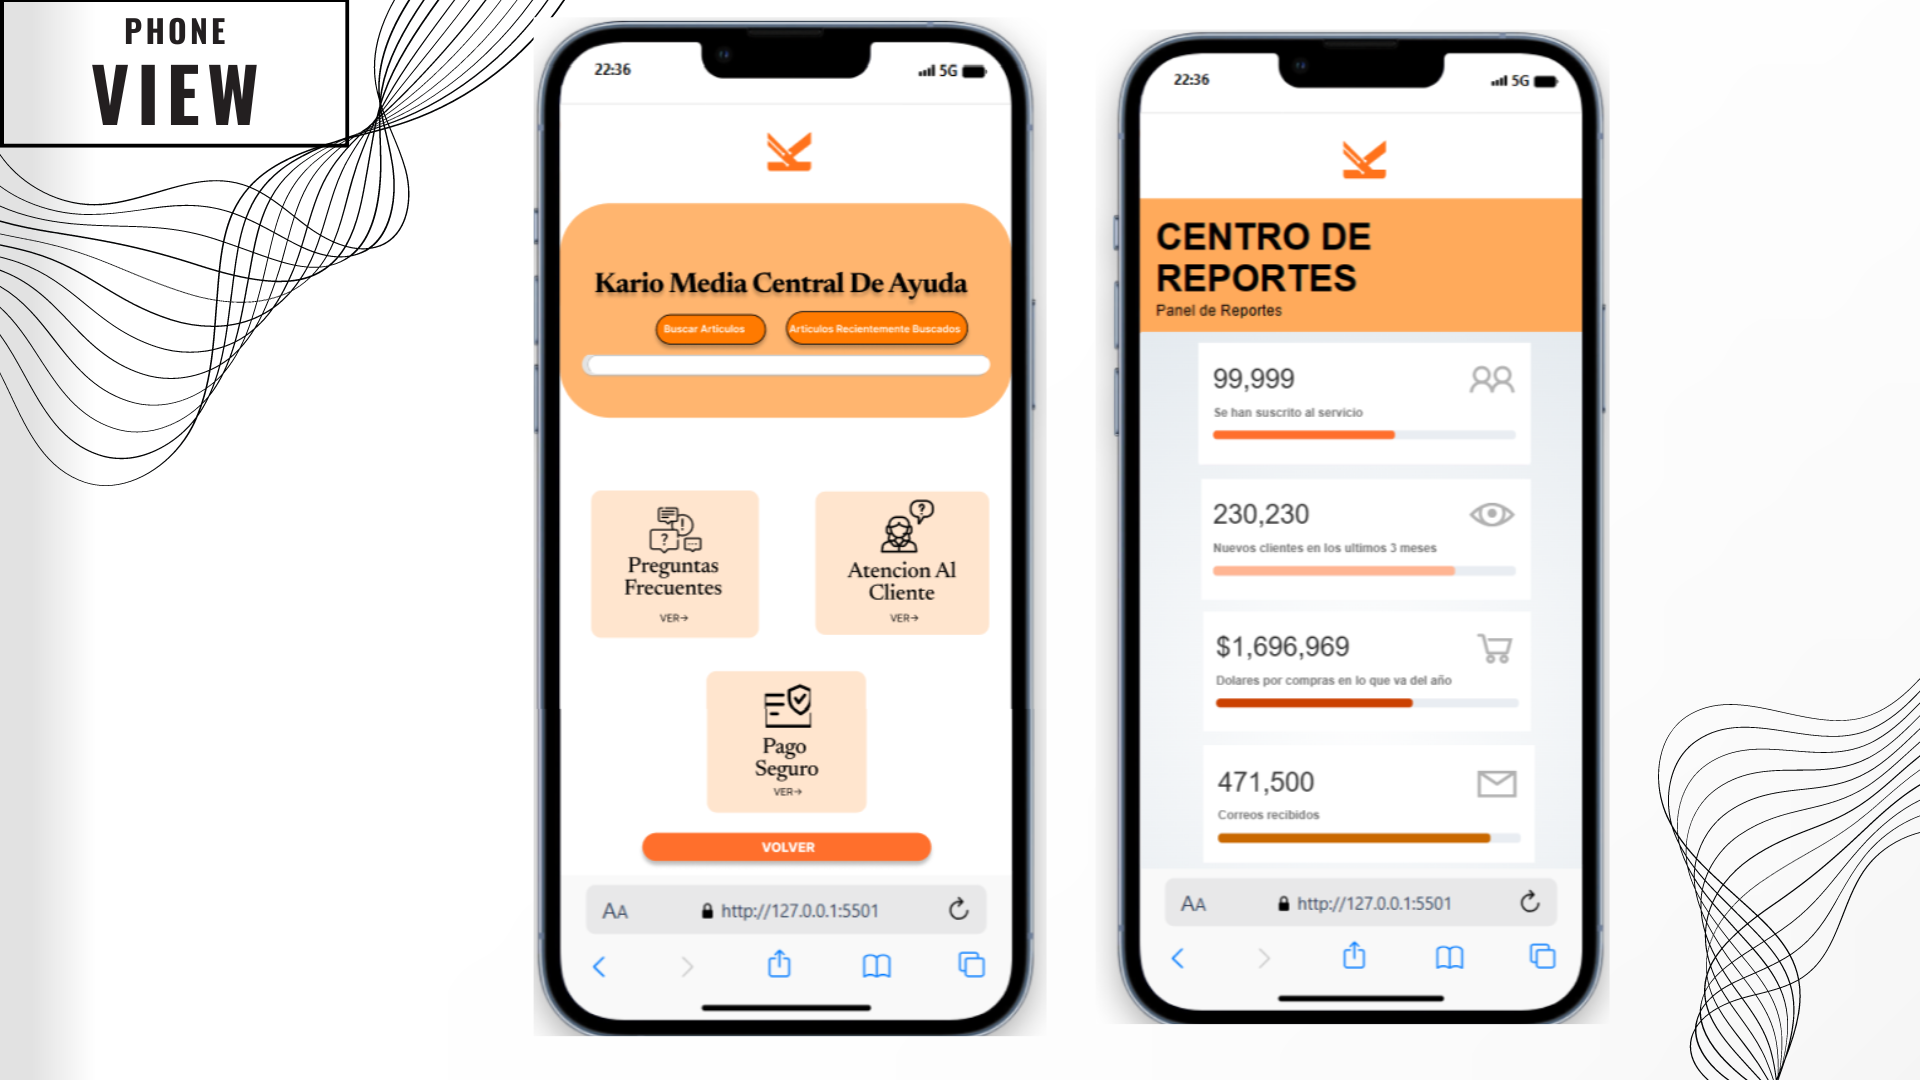 PHONE
VIEW
22:36
5G
Kario Media Central De Ayuda
Buscar Articulos
Articulos Recientemente Buscados
Preguntas
Frecuentes
VER→
Atencion Al
Cliente
VER→
Pago
Seguro
VER→
VOLVER
AA
http://127.0.0.1:5501
22:36
5G
CENTRO DE
REPORTES
Panel de Reportes
99,999
Se han suscrito al servicio
230,230
Nuevos clientes en los ultimos 3 meses
$1,696,969
Dolares por compras en lo que va del año
471,500
Correos recibidos
AA
http://127.0.0.1:5501